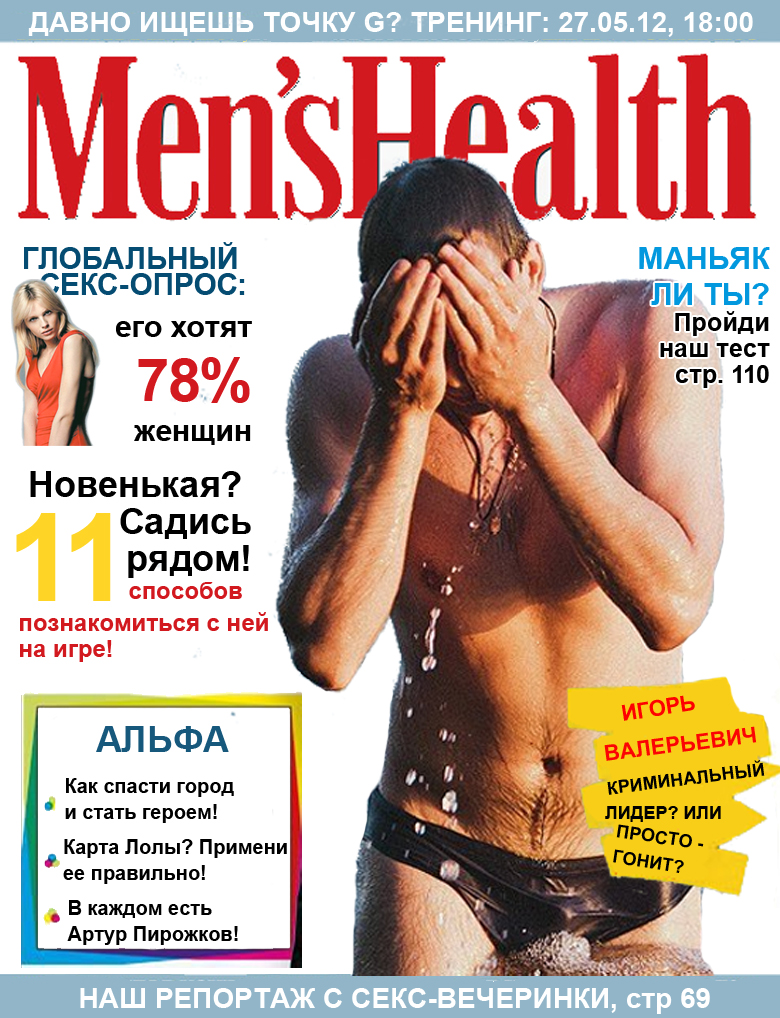 ДАВНО ИЩЕШЬ ТОЧКУ G? ТРЕНИНГ: 27.05.12, 18:00
Men'sHealth
ГЛОБАЛЬНЫЙ
СЕКС-ОПРОС:
его хотят
78%
женщин
МАНЬЯК
ЛИ ТЫ?
Пройди
наш тест
стр. 110
Новенькая?
11 Садись
рядом!
способов
познакомиться с ней
на игре!
АЛЬФА
Как спасти город
и стать героем!
Карта Лолы? Примени
ее правильно!
В каждом есть
Артур Пирожков!
ИГОРЬ
ВАЛЕРЬЕВИЧ
КРИМИНАЛЬНЫЙ
ЛИДЕР? ИЛИ
ПРОСТО -
ГОНИТ?
НАШ РЕПОРТАЖ С СЕКС-ВЕЧЕРИНКИ, стр 69